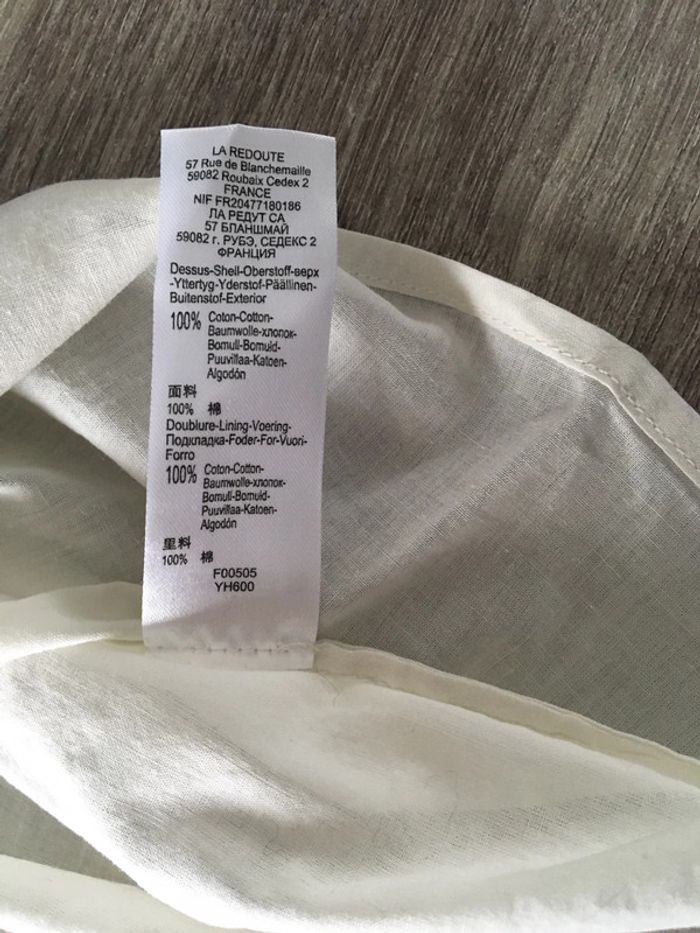 LA REDOUTE
57 Rue de Blanchemaille
59082 Roubaix Cedex 2
FRANCE
NIF FR20477180186
ЛА РЕДУТ СА
57 БЛАНШМАЙ
59082 г. РУБЭ, СЕДЕКС 2
ФРАНЦИЯ
Dessus-Shell-Oberstoff-верх
-Yttertyg-Yderstof-Päällinen-
Buitenstof-Exterior
100% Coton-Cotton-
Baumwolle-хлопок-
Bomull-Bomuld-
Puuvillaa-Katoen-
Algodón
面料
100% 棉
Doublure-Lining-Voering-
Подкладка-Foder-For-Vuori-
Forro
100% Coton-Cotton-
Baumwolle-хлопок-
Bomull-Bomuld-
Puuvillaa-Katoen-
Algodón
里料
100% 棉
F00505
YH600